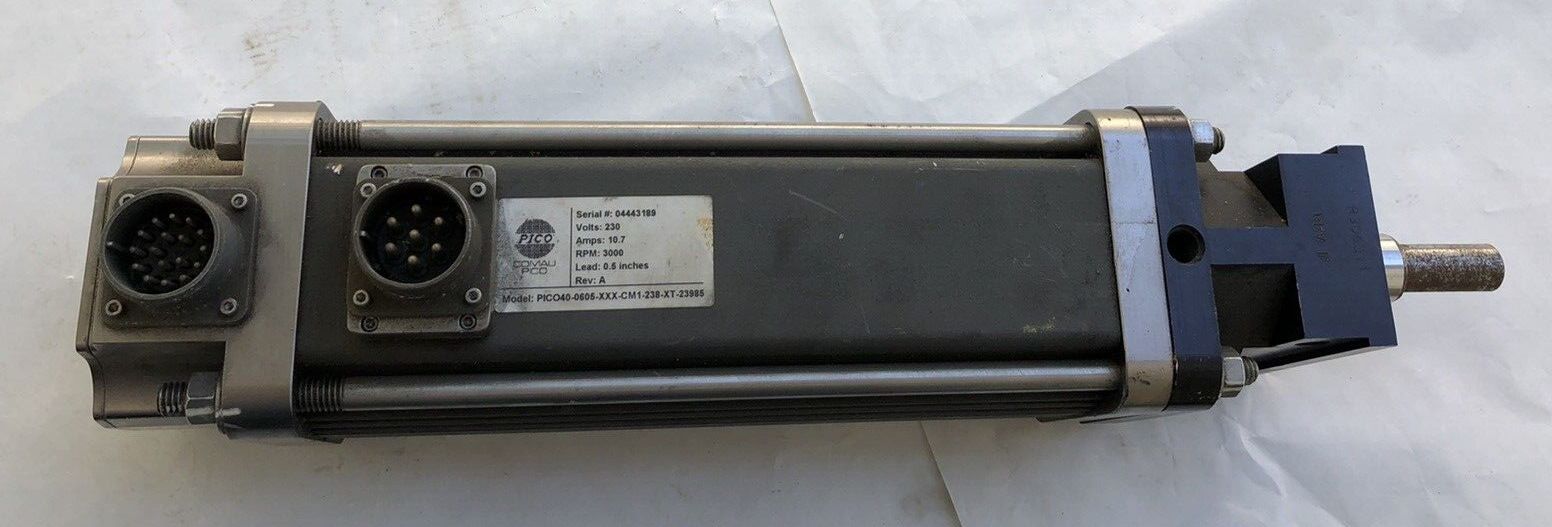 PICO
COMAU
PICO
Serial #: 04443189
Volts: 230
Amps: 10.7
RPM: 3000
Lead: 0.5 inches
Rev: A
Model: PICO40-0605-XXX-CM1-238-XT-23985